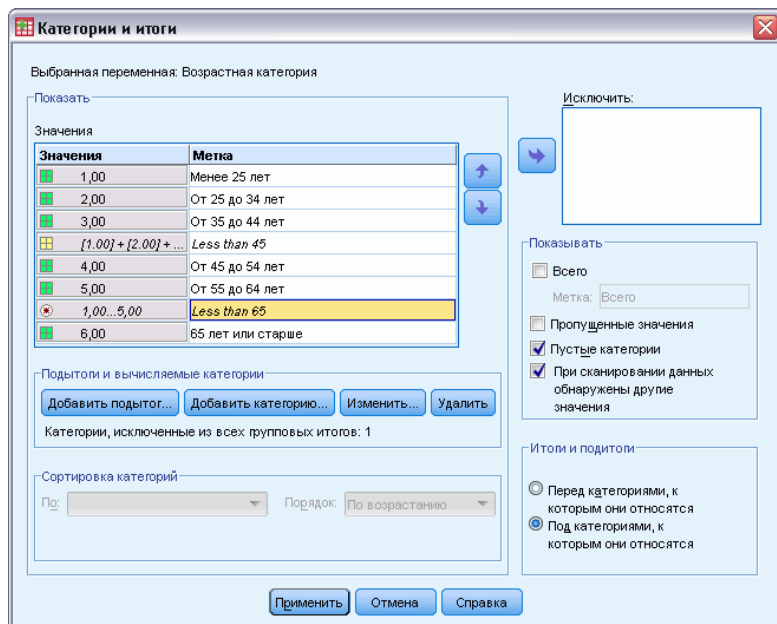 Категории и итоги
Выбранная переменная: Возрастная категория
Показать
Значения
Значения Метка
1,00 Менее 25 лет
2,00 От 25 до 34 лет
3,00 От 35 до 44 лет
[1.00] + [2.00] + ... Less than 45
4,00 От 45 до 54 лет
5,00 От 55 до 64 лет
1,00...5,00 Less than 65
6,00 65 лет или старше
Подытоги и вычисляемые категории
Добавить подытог... Добавить категорию... Изменить... Удалить
Категории, исключенные из всех групповых итогов: 1
Сортировка категорий
По: Порядок: По возрастанию
Исключить:
Показывать
Всего
Метка: Всего
Пропущенные значения
Пустые категории
При сканировании данных
обнаружены другие
значения
Итоги и подитоги
Перед категориями, к
которым они относятся
Под категориями, к
которым они относятся
Применить Отмена Справка